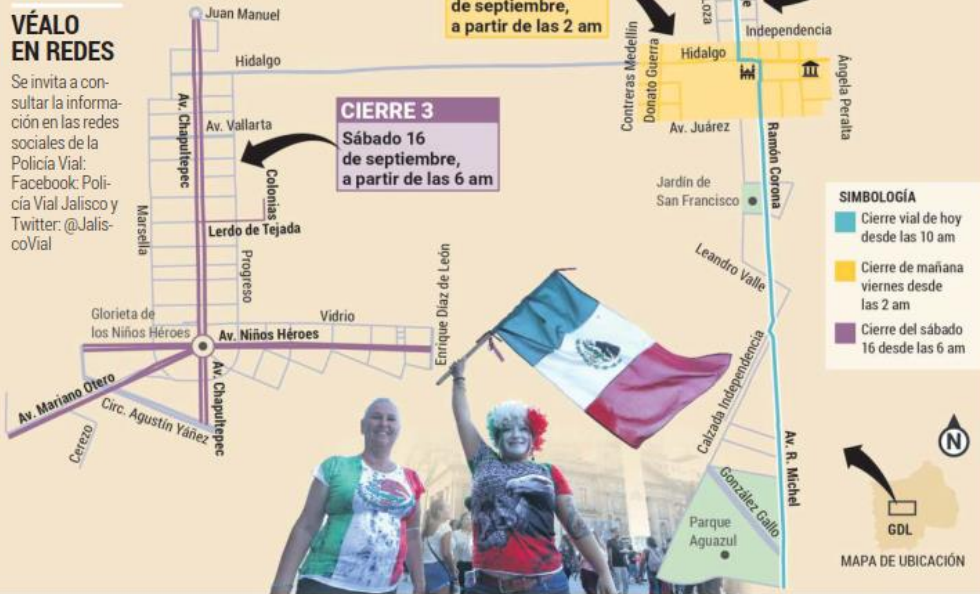 VÉALO
EN REDES
Se invita a con-
sultar la informa-
ción en las redes
sociales de la
Policía Vial:
Facebook: Poli-
cía Vial Jalisco y
Twitter: @Jalis-
coVial
Juan Manuel
Hidalgo
Av. Chapultepec
Av. Vallarta
Colonias
Lerdo de Tejada
Marsella
Progreso
Glorieta de
los Niños Héroes
Vidrio
Av. Niños Héroes
Enrique Díaz de León
Av. Mariano Otero
Circ. Agustín Yáñez
Av. Chapultepec
Cerezo
CIERRE 3
Sábado 16
de septiembre,
a partir de las 6 am
de septiembre,
a partir de las 2 am
Loza
Independencia
Contreras Medellín
Donato Guerra
Hidalgo
Ángela Peralta
Av. Juárez
Ramón Corona
Jardín de
San Francisco
Leandro Valle
Calzada Independencia
Av. R. Michel
González Gallo
Parque
Aguazul
SIMBOLOGÍA
Cierre vial de hoy
desde las 10 am
Cierre de mañana
viernes desde
las 2 am
Cierre del sábado
16 desde las 6 am
N
GDL
MAPA DE UBICACIÓN